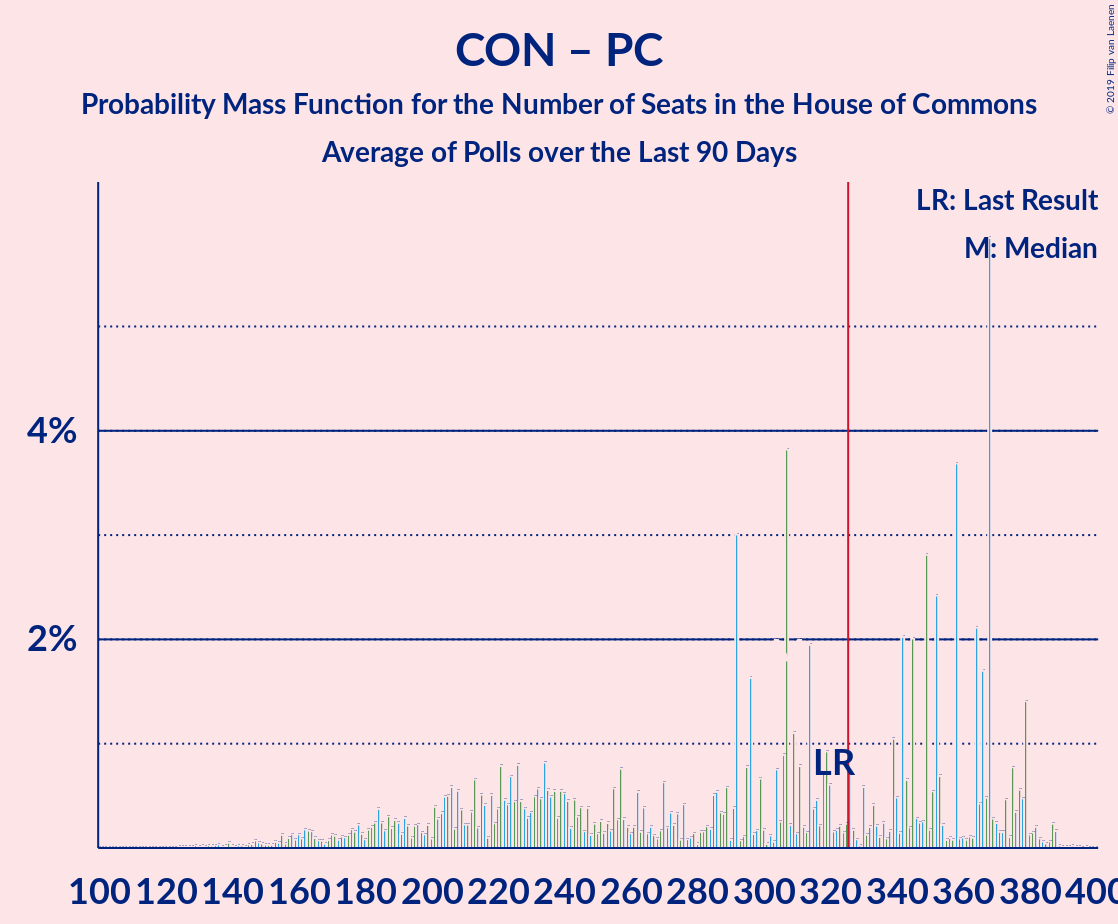 CON – PC
Probability Mass Function for the Number of Seats in the House of Commons
Average of Polls over the Last 90 Days
© 2019 Filip van Laenen
LR: Last Result
M: Median
4%
2%
LR
100 120 140 160 180 200 220 240 260 280 300 320 340 360 380 400